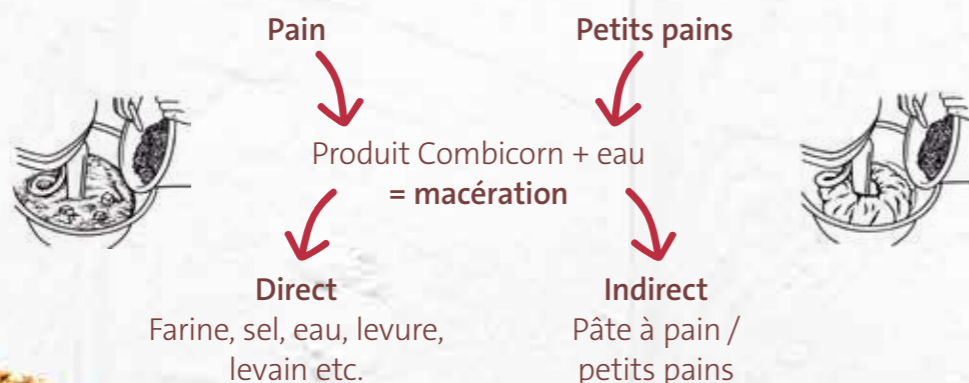 Pain
Petits pains
Produit Combicorn + eau
= macération
Direct
Farine, sel, eau, levure,
levain etc.
Indirect
Pâte à pain /
petits pains